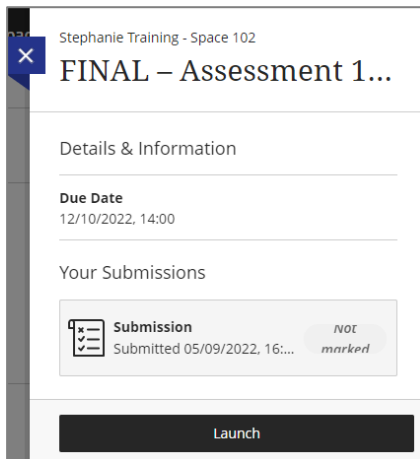 Stephanie Training - Space 102
FINAL – Assessment 1...
Details & Information
Due Date
12/10/2022, 14:00
Your Submissions
Submission
Submitted 05/09/2022, 16:...
Not
marked
Launch